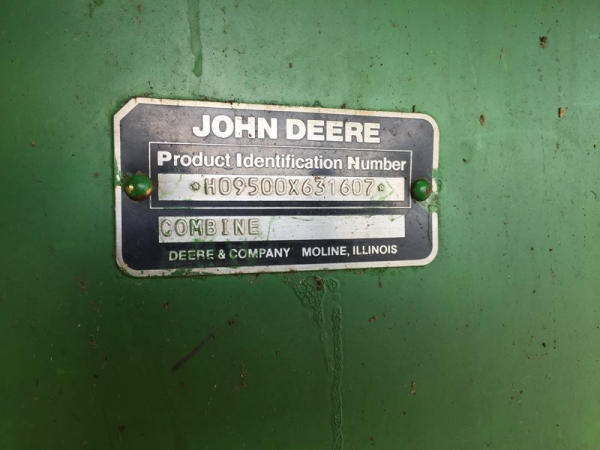 JOHN DEERE
Product Identification Number
*H09500X631607*
COMBINE
DEERE & COMPANY MOLINE, ILLINOIS